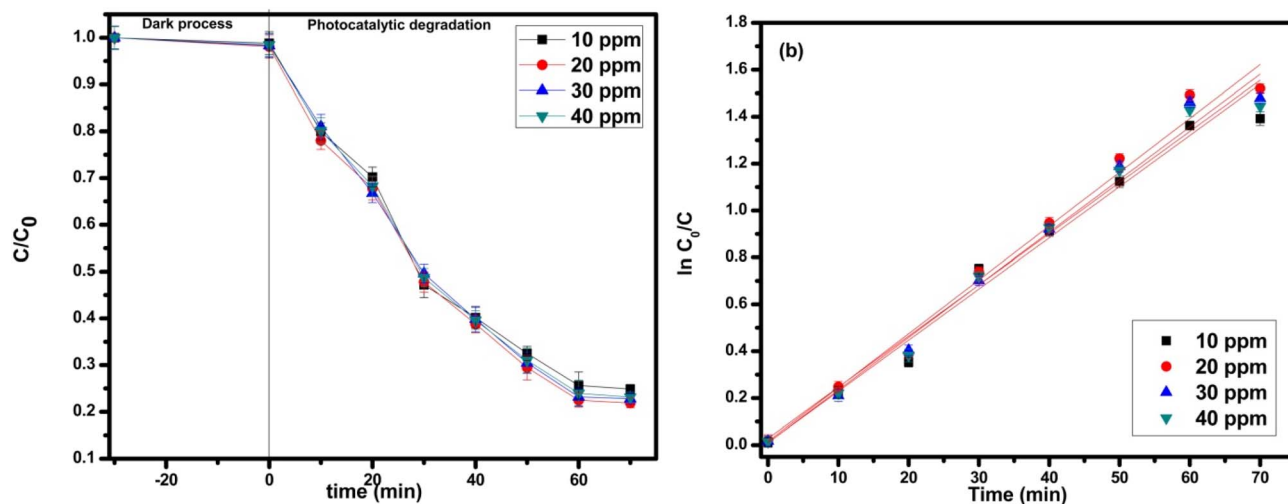 Dark process
Photocatalytic degradation
10 ppm
20 ppm
30 ppm
40 ppm
C/C₀
1.0
0.9
0.8
0.7
0.6
0.5
0.4
0.3
0.2
0.1
-20
0
20
40
60
time (min)
(b)
ln C₀/C
1.8
1.6
1.4
1.2
1.0
0.8
0.6
0.4
0.2
0.0
10 ppm
20 ppm
30 ppm
40 ppm
0
10
20
30
40
50
60
70
Time (min)